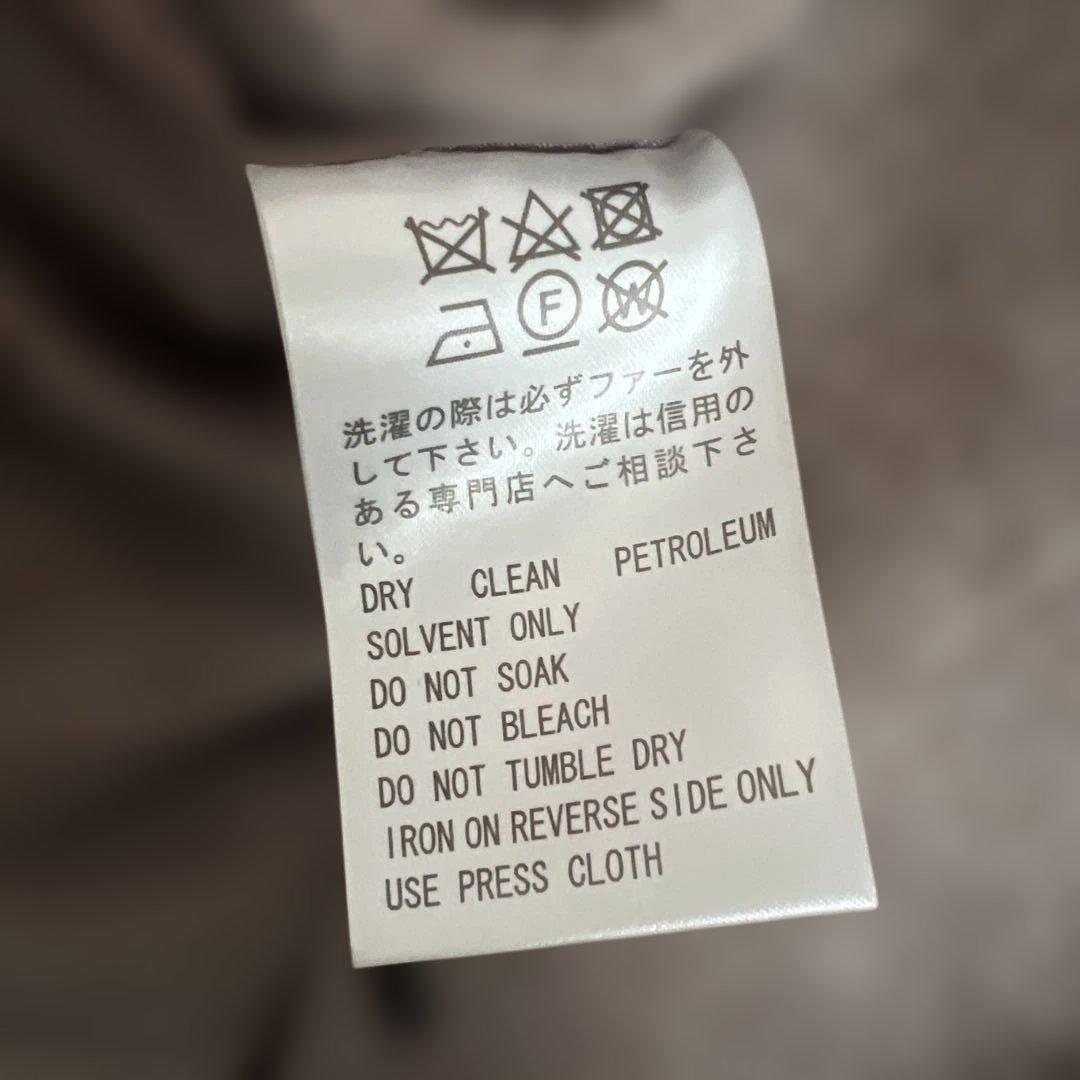 F W
洗濯の際は必ずファーを外
して下さい。洗濯は信用の
ある専門店へご相談下さ
い。
DRY CLEAN PETROLEUM
SOLVENT ONLY
DO NOT SOAK
DO NOT BLEACH
DO NOT TUMBLE DRY
IRON ON REVERSE SIDE ONLY
USE PRESS CLOTH